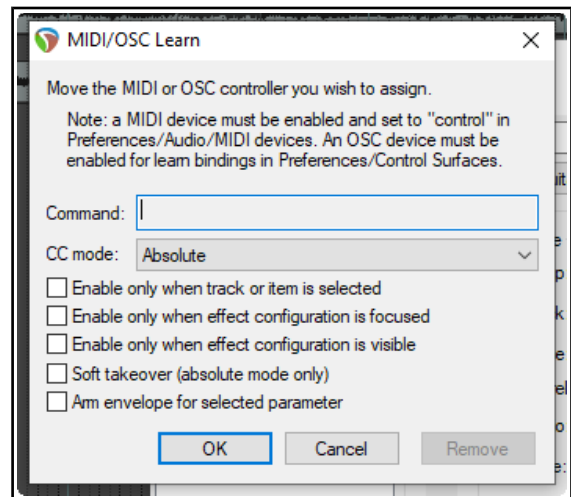 MIDI/OSC Learn
Move the MIDI or OSC controller you wish to assign.
Note: a MIDI device must be enabled and set to "control" in
Preferences/Audio/MIDI devices. An OSC device must be
enabled for learn bindings in Preferences/Control Surfaces.
Command:
CC mode: Absolute
Enable only when track or item is selected
Enable only when effect configuration is focused
Enable only when effect configuration is visible
Soft takeover (absolute mode only)
Arm envelope for selected parameter
OK Cancel Remove